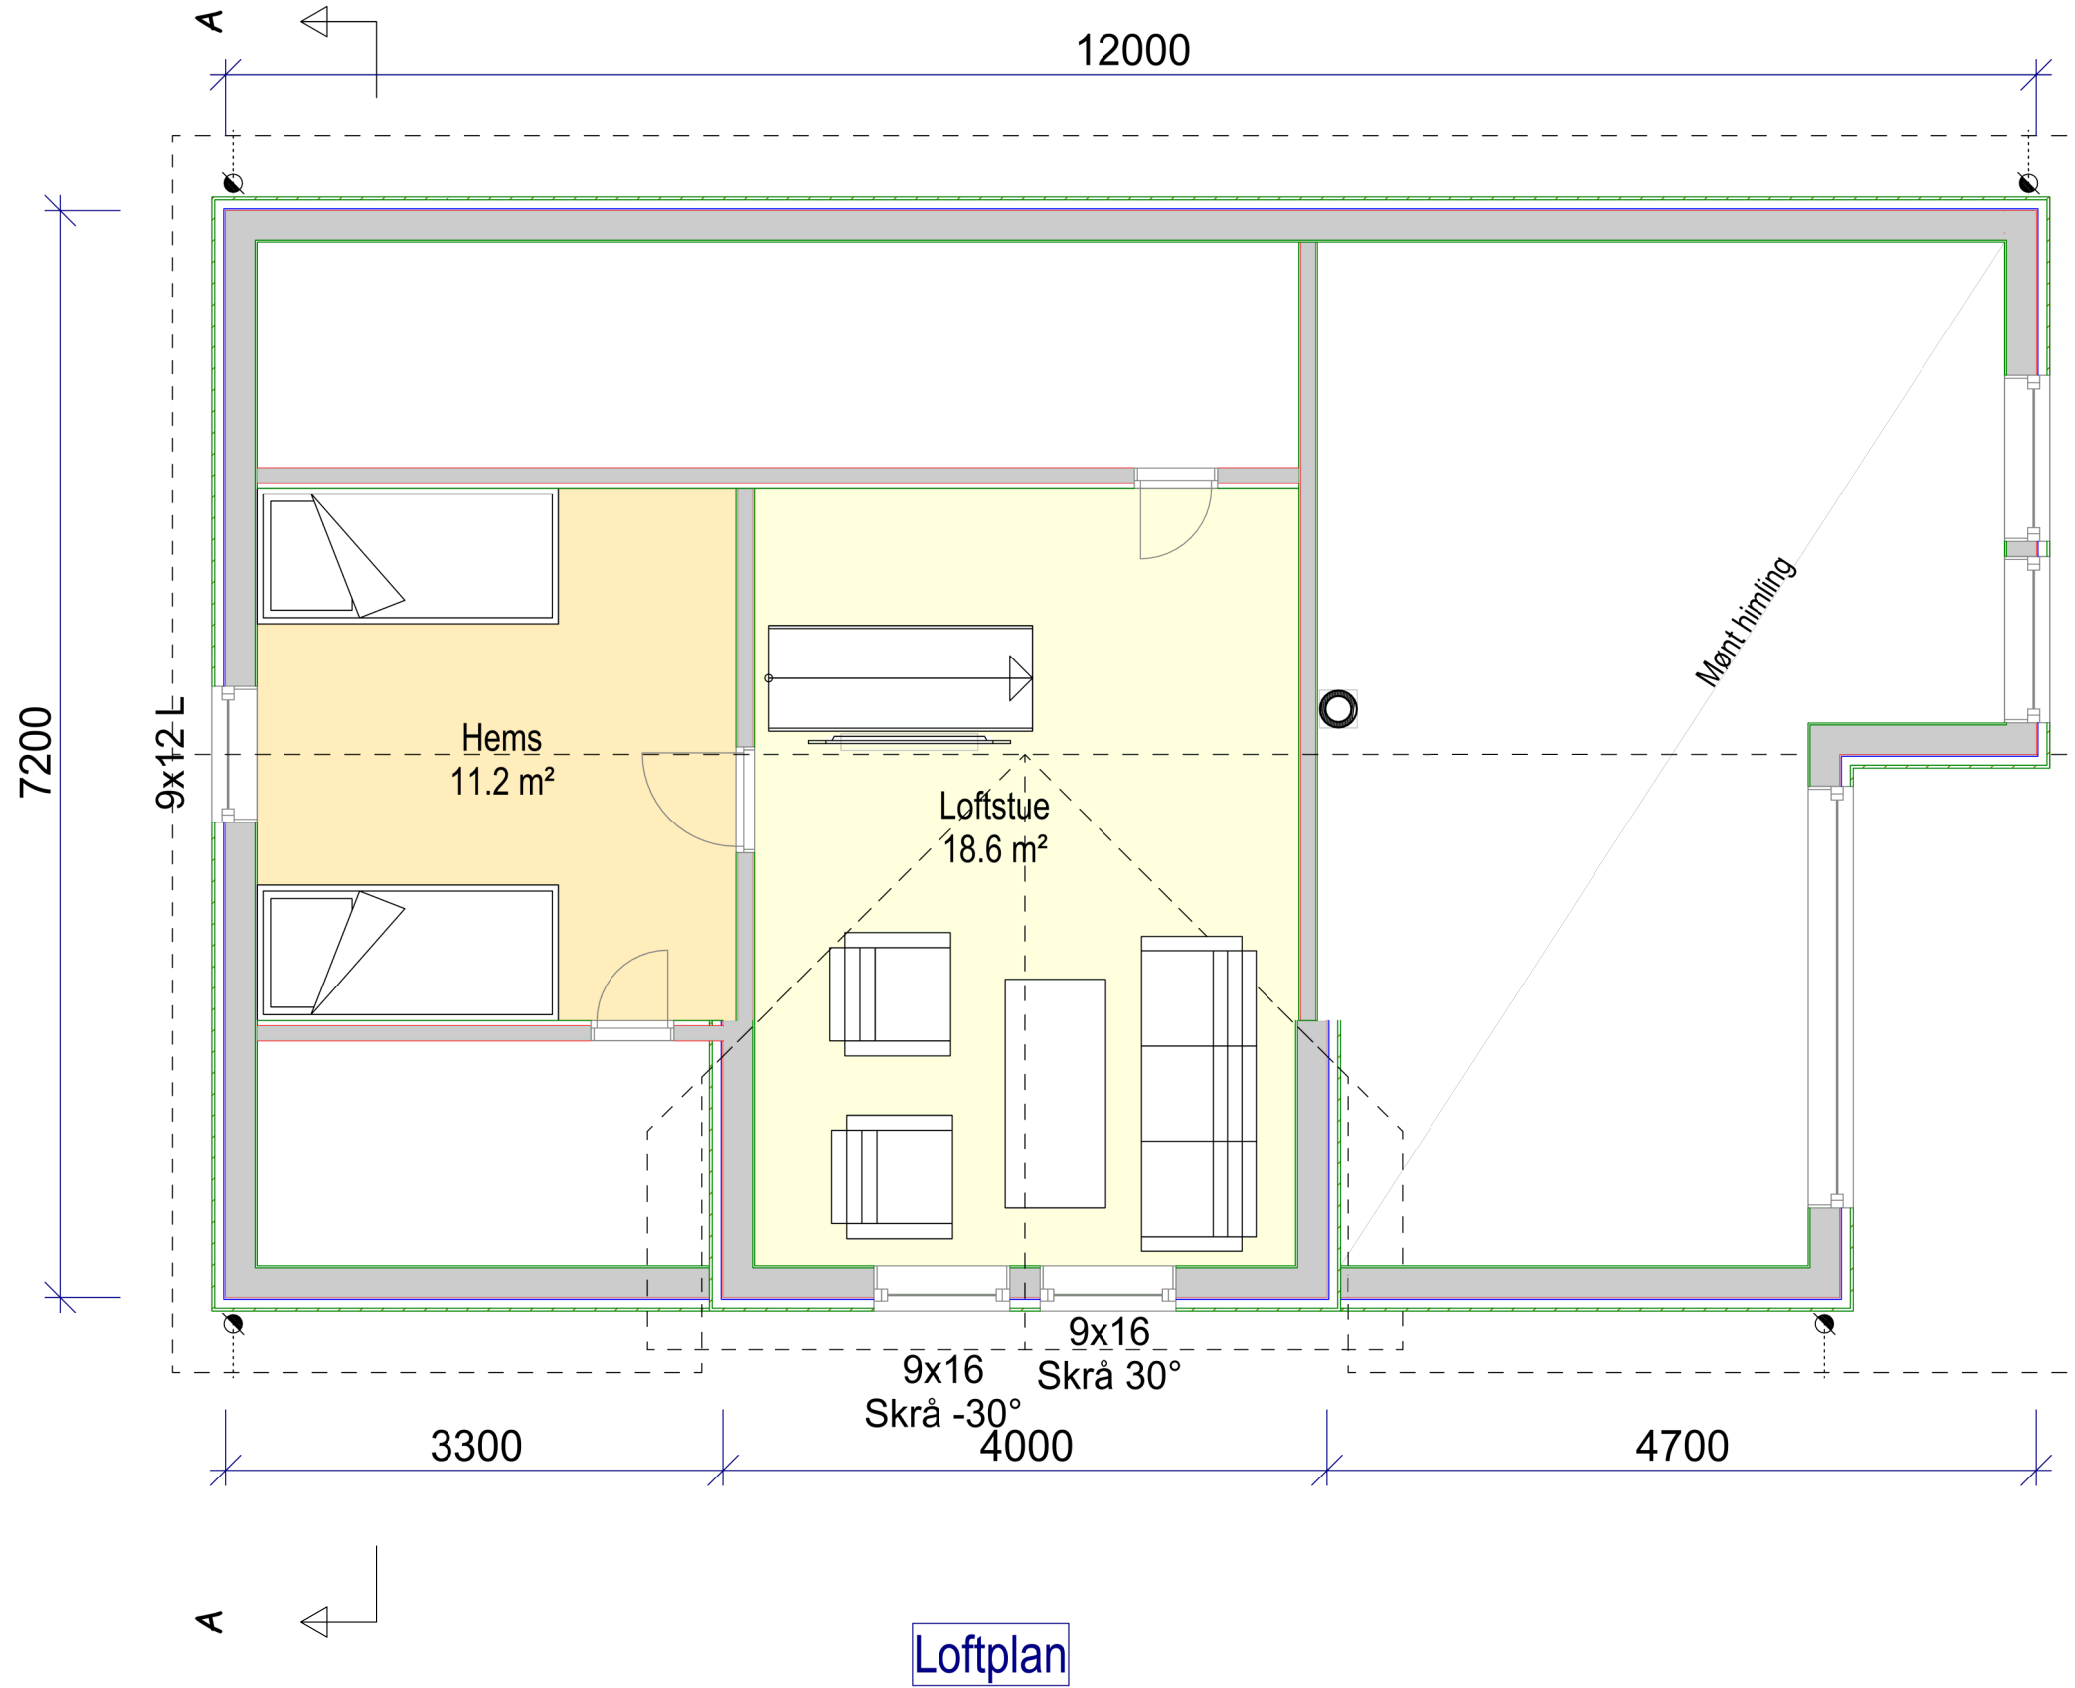 A
12000
7200
9x12 L
Hems
11.2 m²
Loftstue
18.6 m²
Mønt himling
9x16
Skrå 30°
9x16
Skrå -30°
3300
4000
4700
A
Loftplan